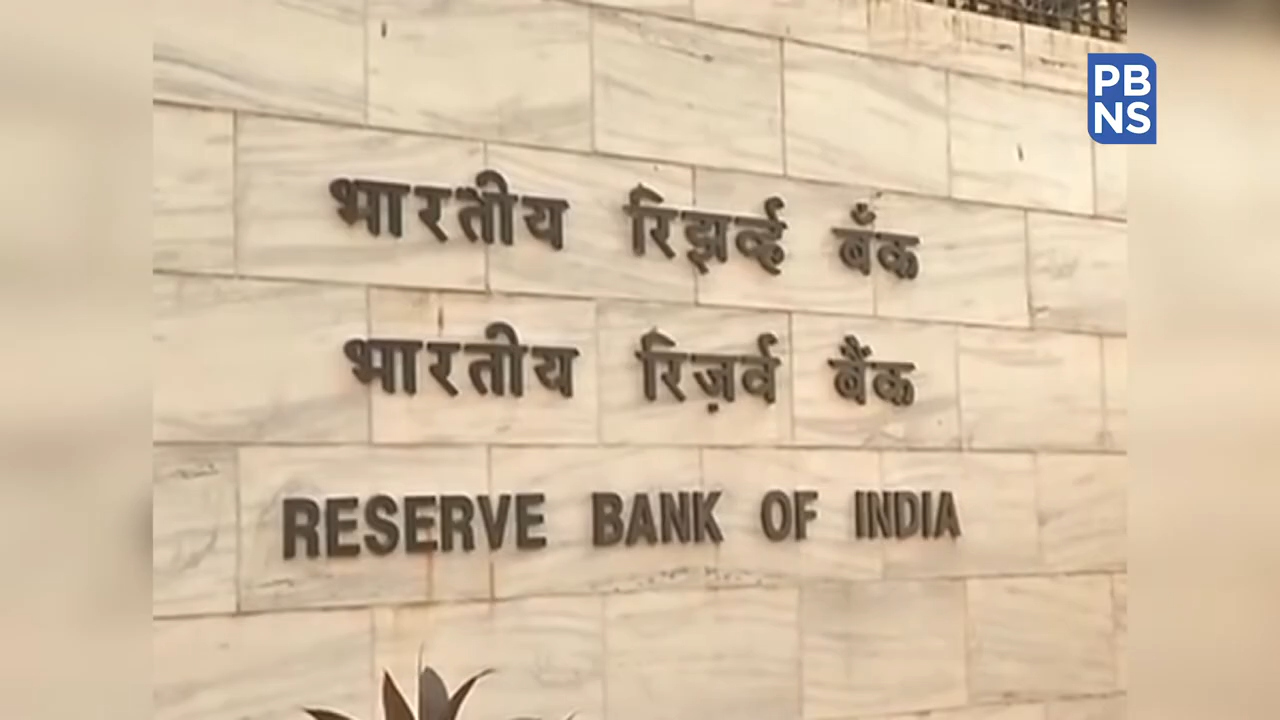 PB
NS
भारतीय रिझर्व्ह बँक
भारतीय रिज़र्व बैंक
RESERVE BANK OF INDIA